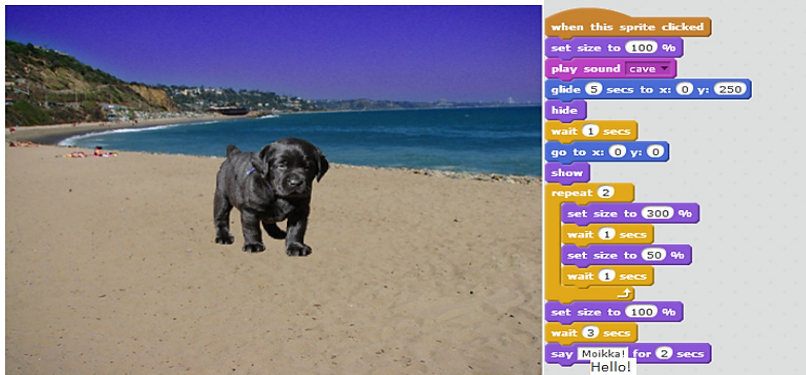 when this sprite clicked
set size to 100 %
play sound cave
glide 5 secs to x: 0 y: 250
hide
wait 1 secs
go to x: 0 y: 0
show
repeat 2
set size to 300 %
wait 1 secs
set size to 50 %
wait 1 secs
set size to 100 %
wait 3 secs
say Moikka! for 2 secs
Hello!